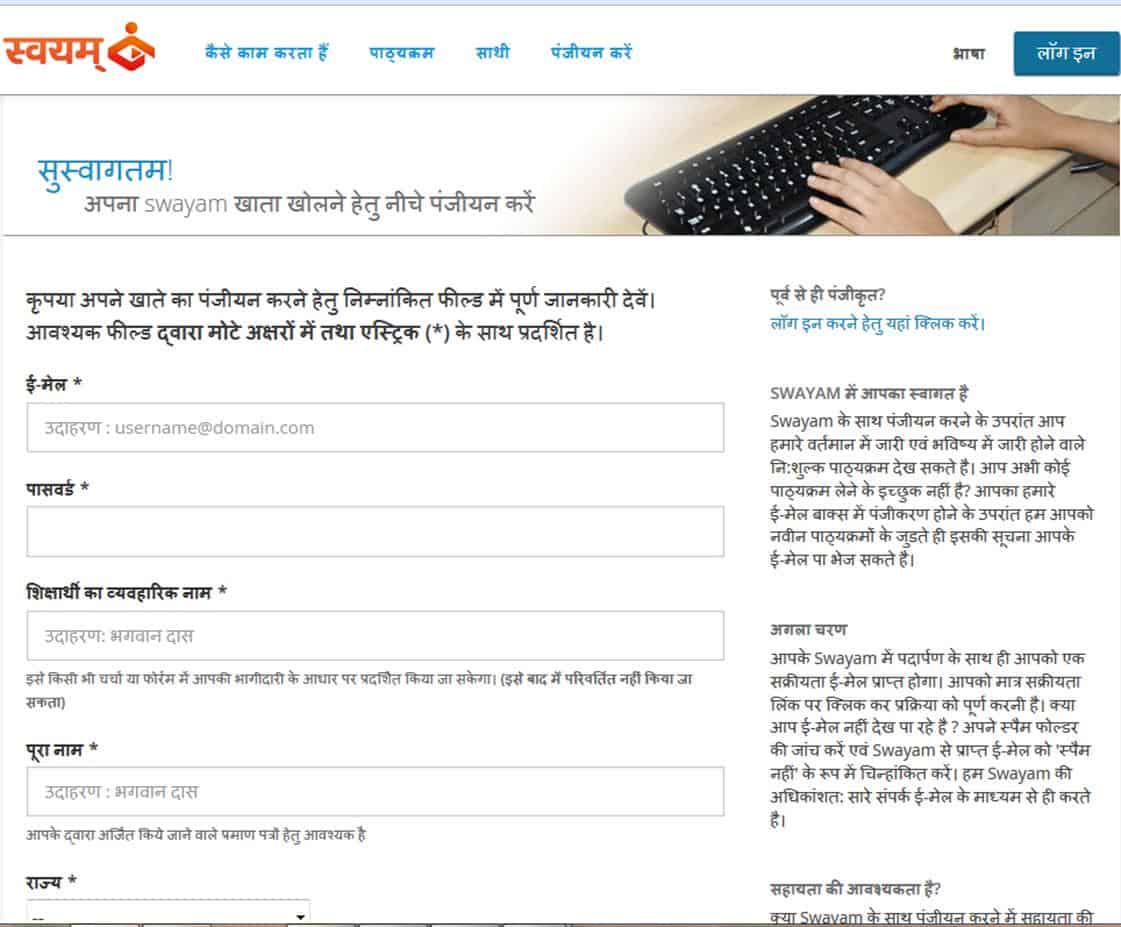 स्वयम्
कैसे काम करता हैं पाठ्यक्रम साथी पंजीयन करें भाषा लॉग इन
सुस्वागतम!
अपना swayam खाता खोलने हेतु नीचे पंजीयन करें
कृपया अपने खाते का पंजीयन करने हेतु निम्नांकित फील्ड में पूर्ण जानकारी देवें।
आवश्यक फील्ड द्वारा मोटे अक्षरों में तथा एस्ट्रिक (*) के साथ प्रदर्शित है।
ई-मेल *
उदाहरण : username@domain.com
पासवर्ड *
शिक्षार्थी का व्यवहारिक नाम *
उदाहरण: भगवान दास
इसे किसी भी चर्चा या फोरम में आपकी भागीदारी के आधार पर प्रदर्शित किया जा सकेगा। (इसे बाद में परिवर्तित नहीं किया जा
सकता)
पूरा नाम *
उदाहरण : भगवान दास
आपके द्वारा अर्जित किये जाने वाले प्रमाण पत्रों हेतु आवश्यक है
राज्य *
--
पूर्व से ही पंजीकृत?
लॉग इन करने हेतु यहां क्लिक करें।
SWAYAM में आपका स्वागत है
Swayam के साथ पंजीयन करने के उपरांत आप
हमारे वर्तमान में जारी एवं भविष्य में जारी होने वाले
नि:शुल्क पाठ्यक्रम देख सकते है। आप अभी कोई
पाठ्यक्रम लेने के इच्छुक नहीं है? आपका हमारे
ई-मेल बाक्स में पंजीकरण होने के उपरांत हम आपको
नवीन पाठ्यक्रमों के जुडते ही इसकी सूचना आपके
ई-मेल पा भेज सकते है।
अगला चरण
आपके Swayam में पदार्पण के साथ ही आपको एक
सक्रीयता ई-मेल प्राप्त होगा। आपको मात्र सक्रीयता
लिंक पर क्लिक कर प्रक्रिया को पूर्ण करनी है। क्या
आप ई-मेल नहीं देख पा रहे है ? अपने स्पैम फोल्डर
की जांच करें एवं Swayam से प्राप्त ई-मेल को 'स्पैम
नहीं' के रूप में चिन्हांकित करें। हम Swayam की
अधिकांशत: सारे संपर्क ई-मेल के माध्यम से ही करते
है।
सहायता की आवश्यकता है?
क्या Swayam के साथ पंजीयन करने में सहायता की